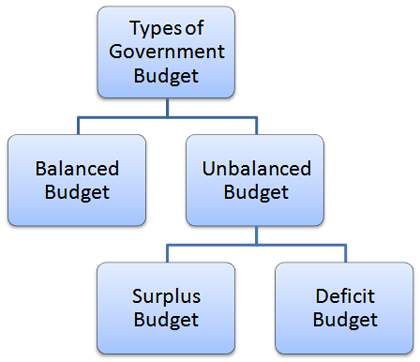 Types of
Government
Budget
Balanced
Budget
Unbalanced
Budget
Surplus
Budget
Deficit
Budget